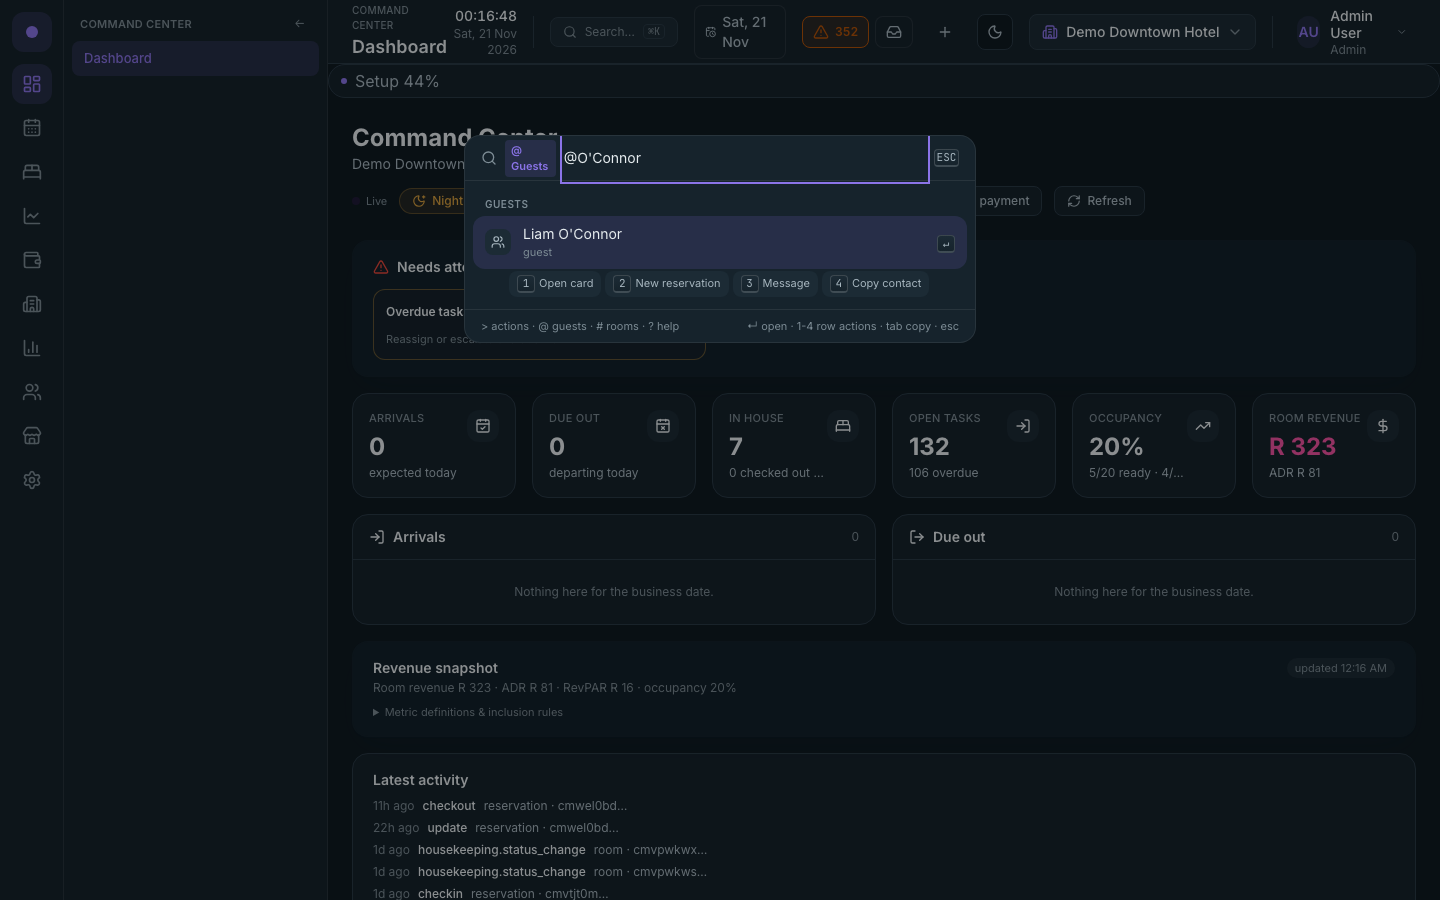 COMMAND CENTER
Dashboard
COMMAND
CENTER
Dashboard
00:16:48
Sat, 21 Nov
2026
Search...
⌘K
Sat, 21
Nov
352
Demo Downtown Hotel
AU
Admin
User
Admin
Setup 44%
Command Center
Demo Downtown
Live
Night
payment
Refresh
@
Guests
@O'Connor
ESC
GUESTS
Liam O'Connor
guest
↵
1 Open card
2 New reservation
3 Message
4 Copy contact
> actions · @ guests · # rooms · ? help
↵ open · 1-4 row actions · tab copy · esc
Needs
Overdue task
Reassign or
ARRIVALS
0
expected today
DUE OUT
0
departing today
IN HOUSE
7
0 checked out ...
OPEN TASKS
132
106 overdue
OCCUPANCY
20%
5/20 ready · 4/...
ROOM REVENUE
R 323
ADR R 81
Arrivals
0
Nothing here for the business date.
Due out
0
Nothing here for the business date.
Revenue snapshot
updated 12:16 AM
Room revenue R 323 · ADR R 81 · RevPAR R 16 · occupancy 20%
Metric definitions & inclusion rules
Latest activity
11h ago checkout reservation · cmwel0bd...
22h ago update reservation · cmwel0bd...
1d ago housekeeping.status_change room · cmvpwkwx...
1d ago housekeeping.status_change room · cmvpwkws...
1d ago checkin reservation · cmvtjt0m...